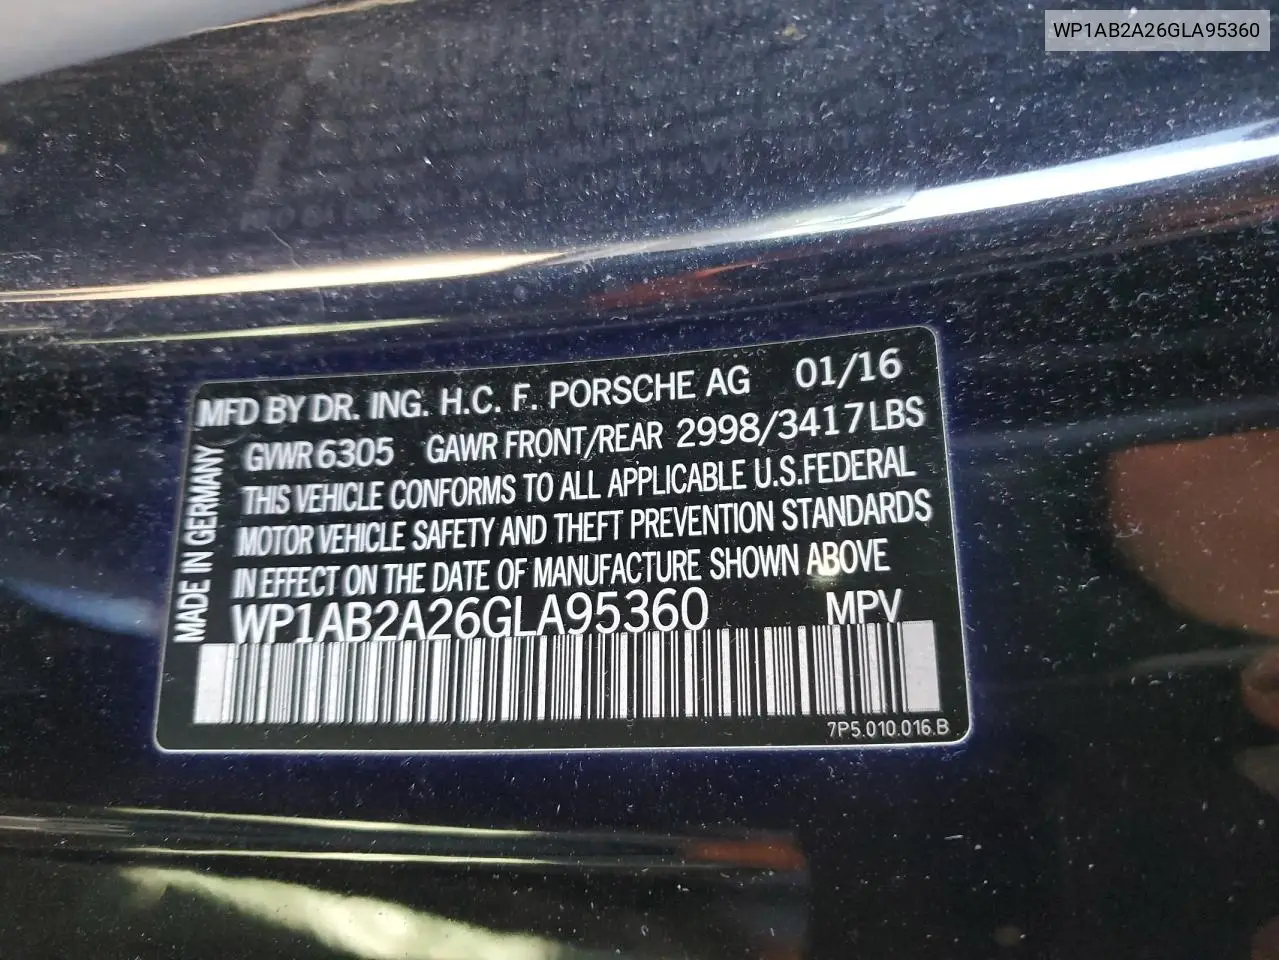 WP1AB2A26GLA95360
MFD BY DR. ING. H.C. F. PORSCHE AG 01/16
GVWR 6305 GAWR FRONT/REAR 2998/3417LBS
THIS VEHICLE CONFORMS TO ALL APPLICABLE U.S.FEDERAL
MOTOR VEHICLE SAFETY AND THEFT PREVENTION STANDARDS
IN EFFECT ON THE DATE OF MANUFACTURE SHOWN ABOVE
WP1AB2A26GLA95360 MPV
7P5.010.016.B
MADE IN GERMANY